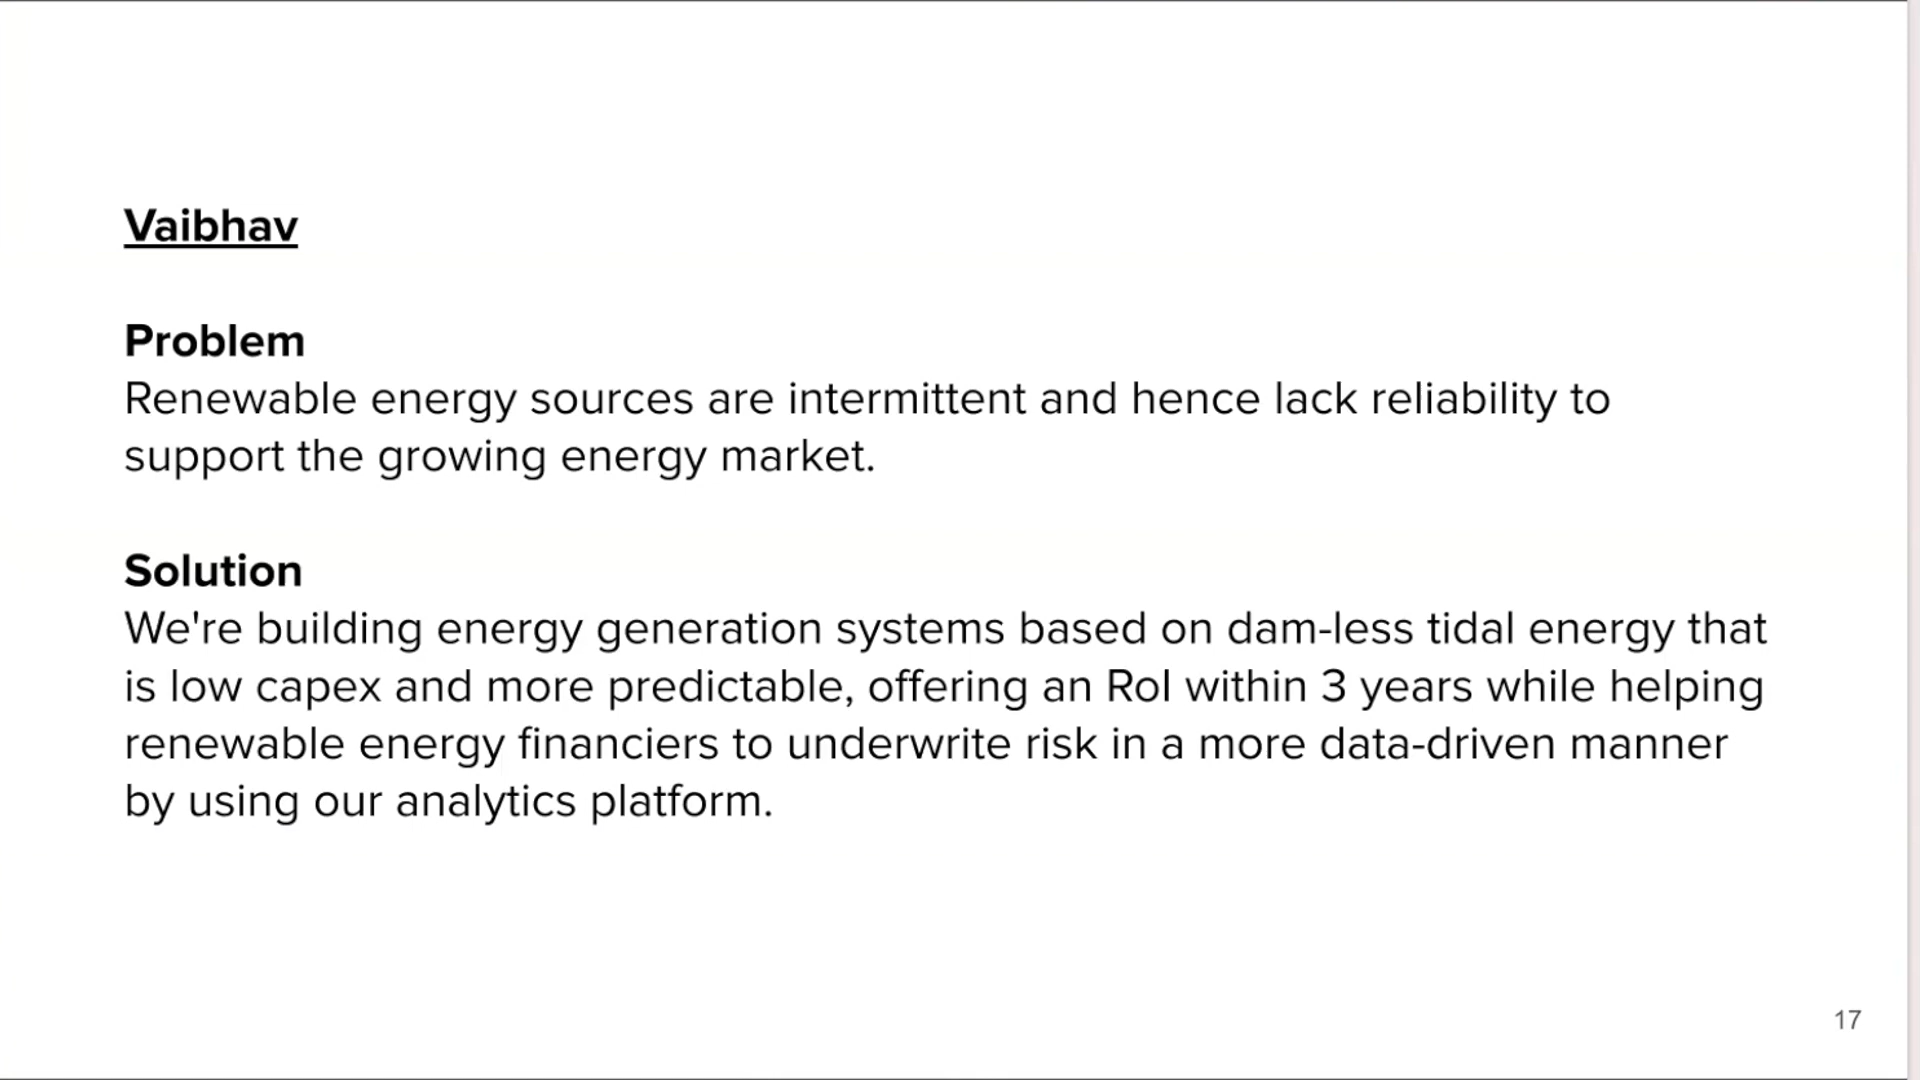 Vaibhav
Problem
Renewable energy sources are intermittent and hence lack reliability to
support the growing energy market.
Solution
We're building energy generation systems based on dam-less tidal energy that
is low capex and more predictable, offering an RoI within 3 years while helping
renewable energy financiers to underwrite risk in a more data-driven manner
by using our analytics platform.
17